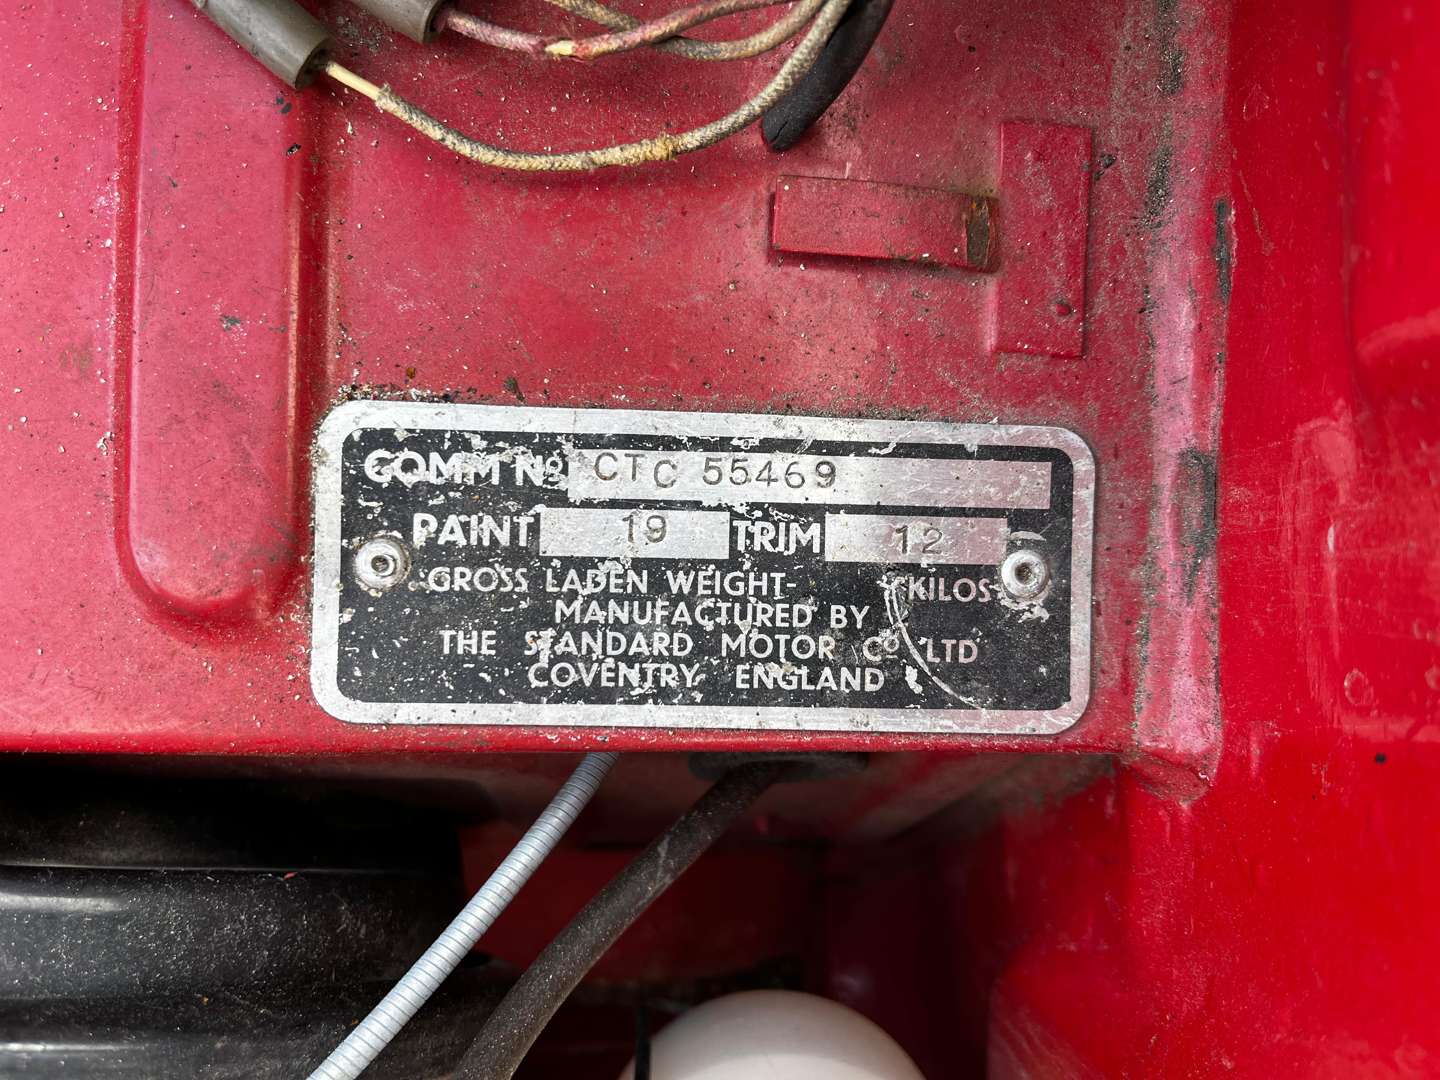 COMM No CTC 55469
PAINT 19 TRIM 12
GROSS LADEN WEIGHT- KILOS
MANUFACTURED BY
THE STANDARD MOTOR Co LTD
COVENTRY ENGLAND